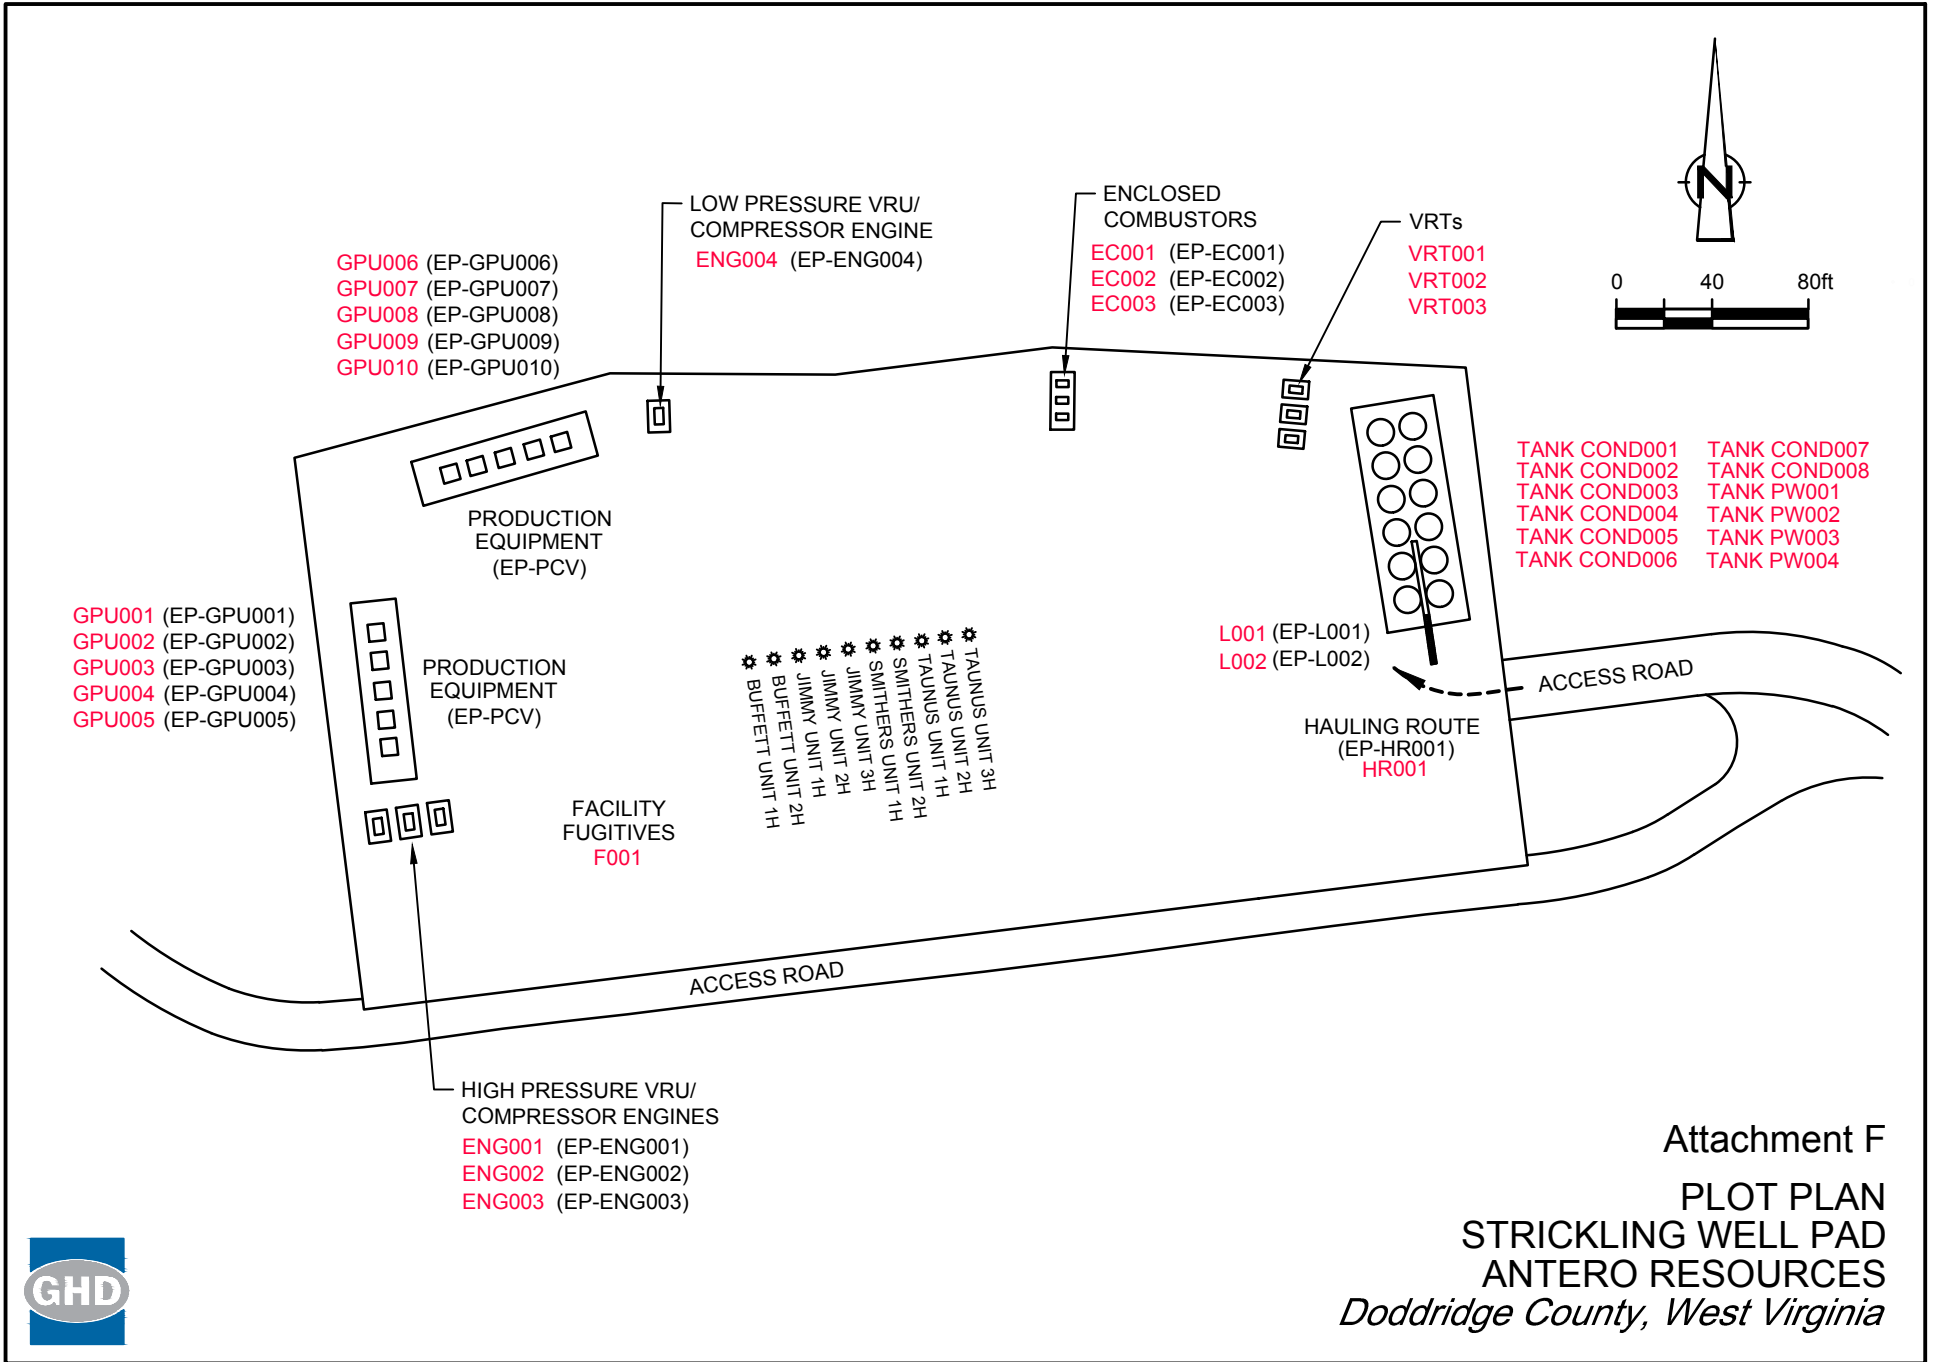 N
0 40 80ft
LOW PRESSURE VRU/
COMPRESSOR ENGINE
ENG004 (EP-ENG004)
ENCLOSED
COMBUSTORS
EC001 (EP-EC001)
EC002 (EP-EC002)
EC003 (EP-EC003)
VRTs
VRT001
VRT002
VRT003
GPU006 (EP-GPU006)
GPU007 (EP-GPU007)
GPU008 (EP-GPU008)
GPU009 (EP-GPU009)
GPU010 (EP-GPU010)
PRODUCTION
EQUIPMENT
(EP-PCV)
TANK COND001 TANK COND007
TANK COND002 TANK COND008
TANK COND003 TANK PW001
TANK COND004 TANK PW002
TANK COND005 TANK PW003
TANK COND006 TANK PW004
GPU001 (EP-GPU001)
GPU002 (EP-GPU002)
GPU003 (EP-GPU003)
GPU004 (EP-GPU004)
GPU005 (EP-GPU005)
PRODUCTION
EQUIPMENT
(EP-PCV)
BUFFETT UNIT 1H
BUFFETT UNIT 2H
JIMMY UNIT 1H
JIMMY UNIT 2H
JIMMY UNIT 3H
SMITHERS UNIT 1H
SMITHERS UNIT 2H
TAUNUS UNIT 1H
TAUNUS UNIT 2H
TAUNUS UNIT 3H
L001 (EP-L001)
L002 (EP-L002)
ACCESS ROAD
HAULING ROUTE
(EP-HR001)
HR001
FACILITY
FUGITIVES
F001
ACCESS ROAD
HIGH PRESSURE VRU/
COMPRESSOR ENGINES
ENG001 (EP-ENG001)
ENG002 (EP-ENG002)
ENG003 (EP-ENG003)
Attachment F
PLOT PLAN
STRICKLING WELL PAD
ANTERO RESOURCES
Doddridge County, West Virginia
GHD